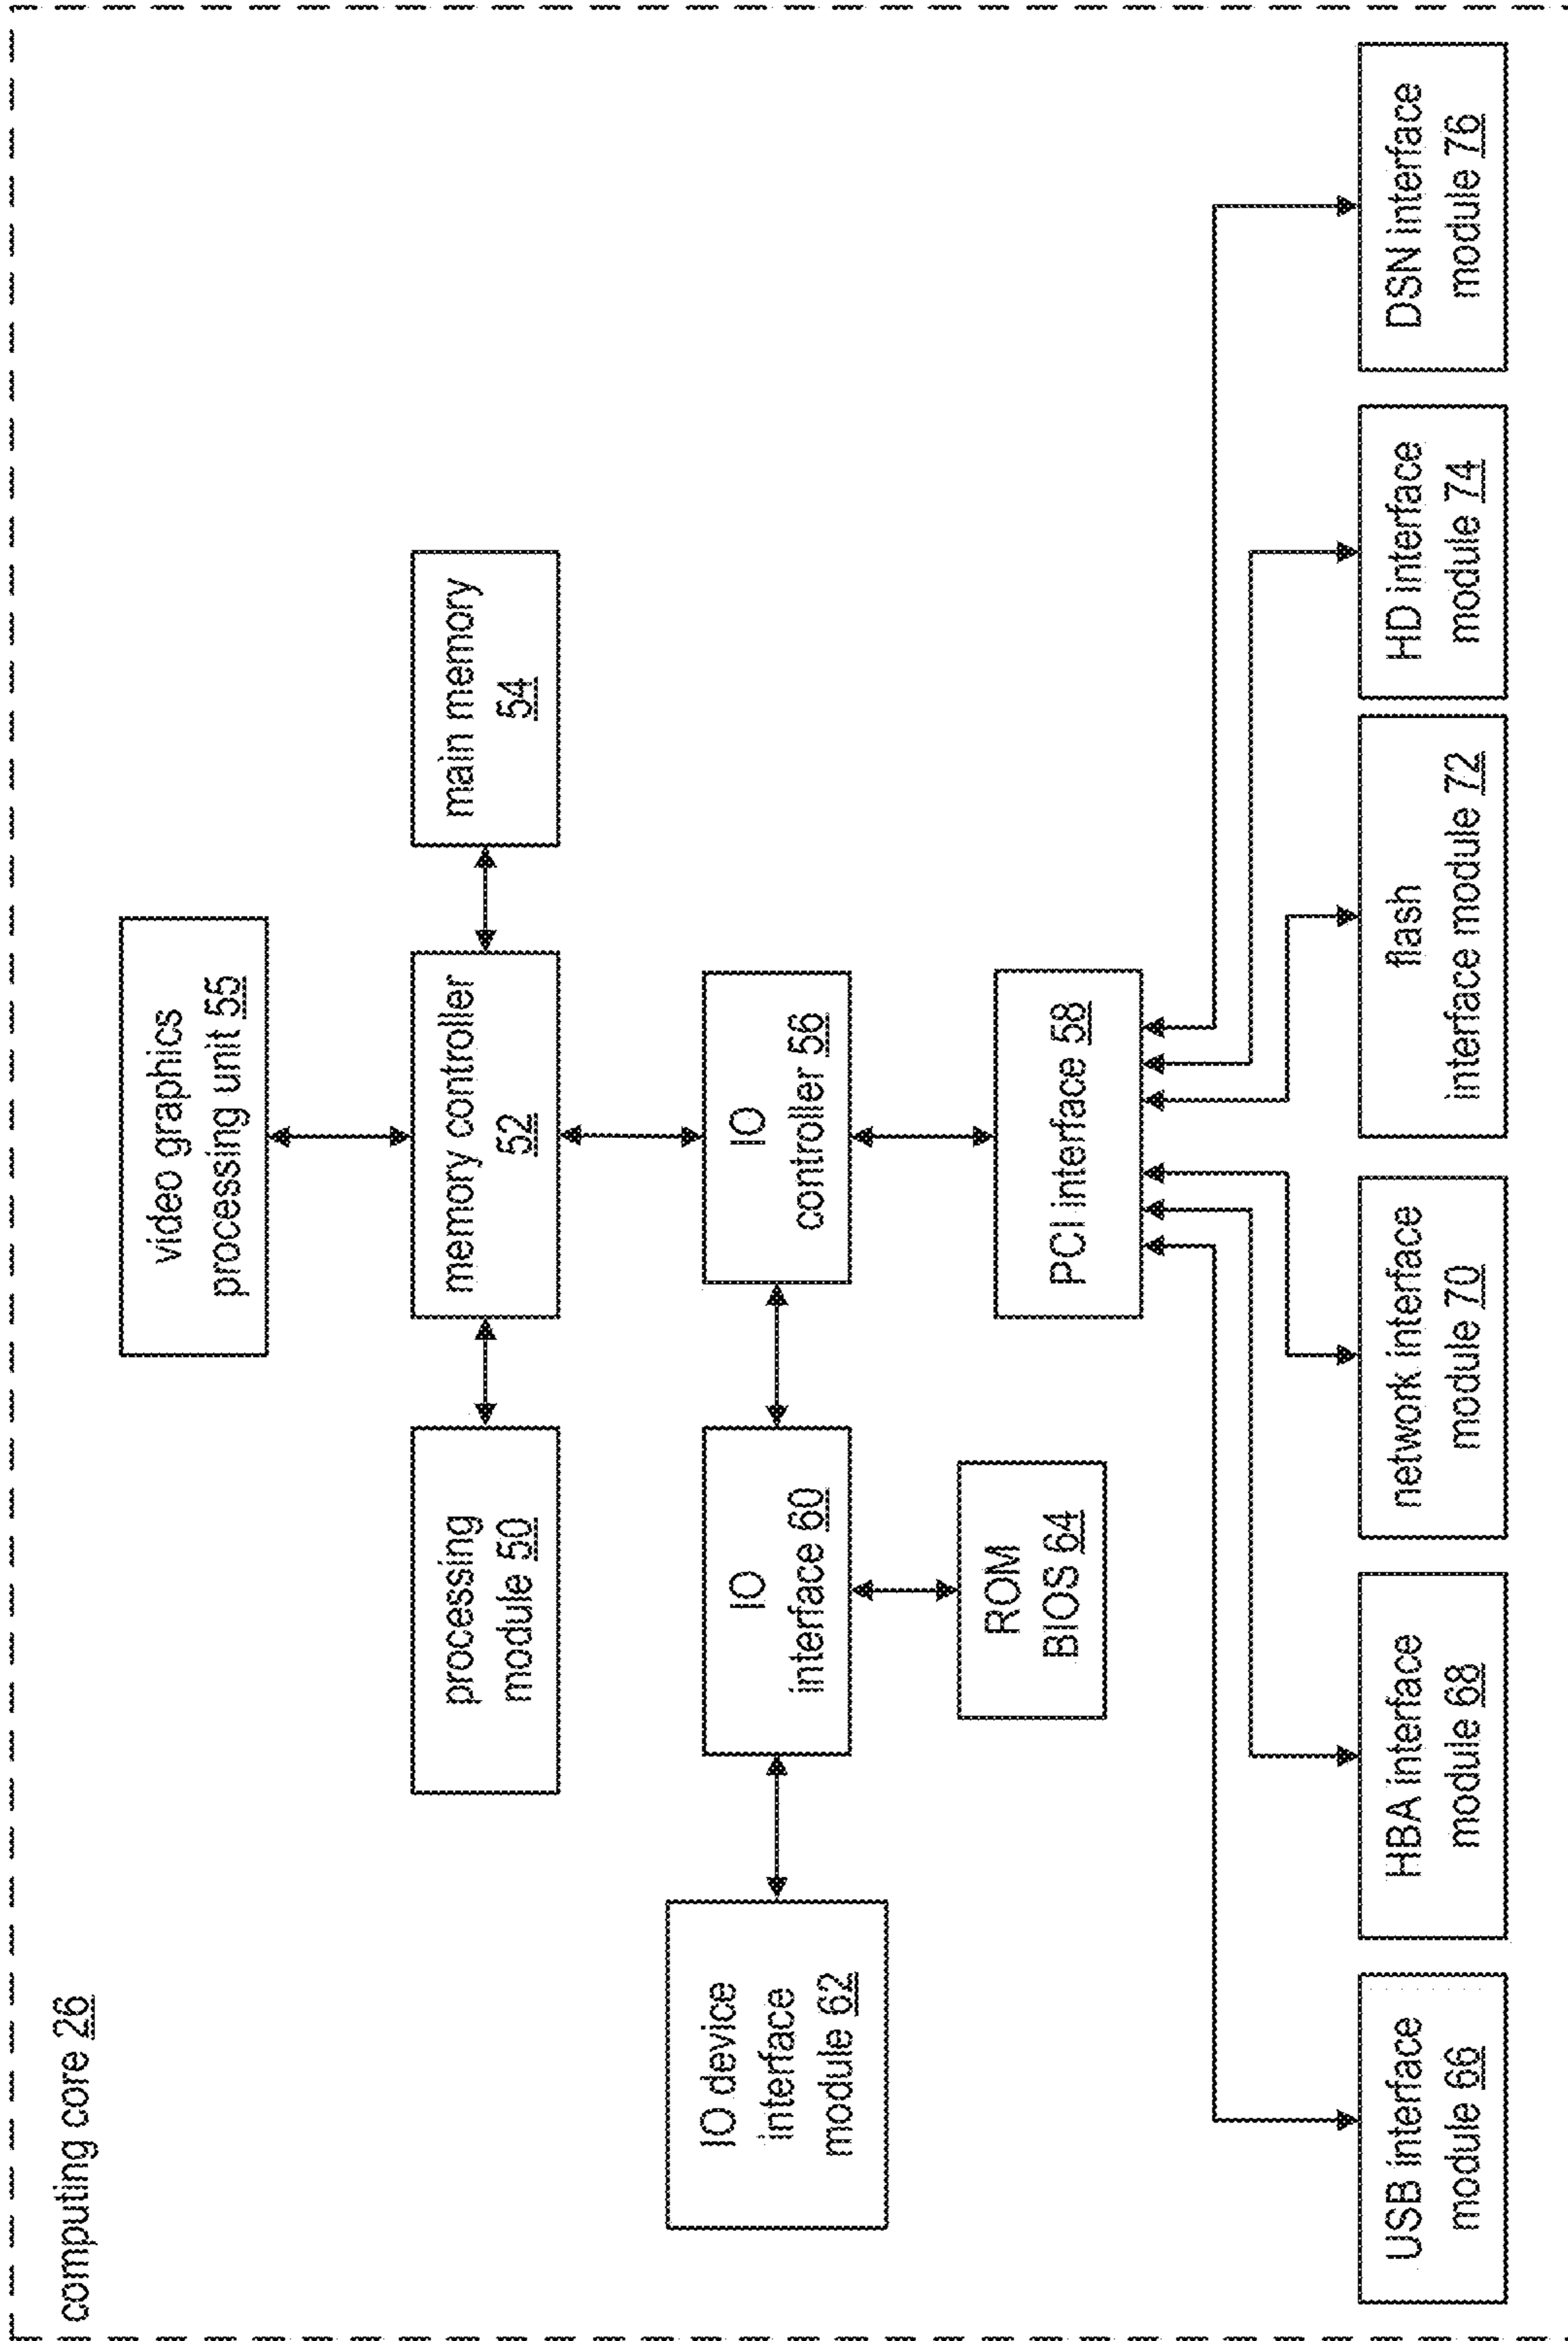 computing core 26
video graphics
processing unit 55
processing
module 50
memory controller
52
main memory
54
IO device
interface
module 62
IO
interface 60
IO
controller 56
ROM
BIOS 64
PCI interface 58
USB interface
module 66
HBA interface
module 68
network interface
module 70
flash
interface module 72
HD interface
module 74
DSN interface
module 76